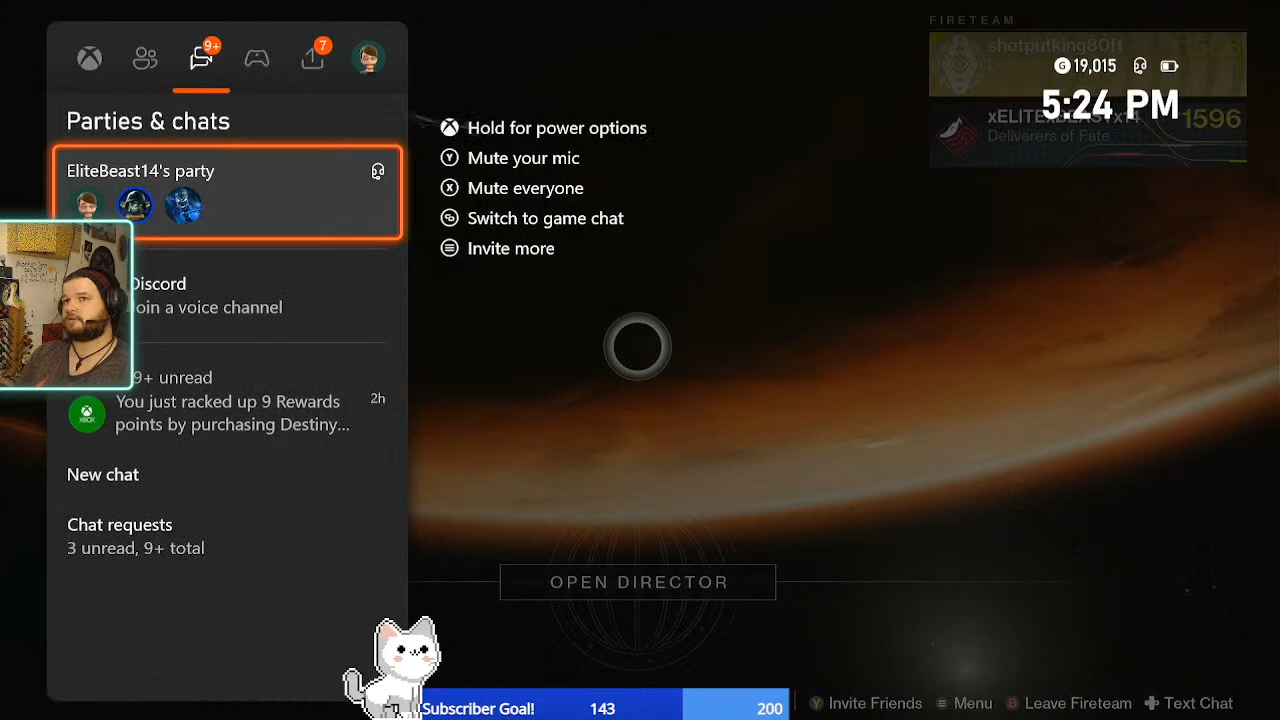 FIRETEAM
shotputking80ft
G 19,015
5:24 PM
xELITExBEASTx14
1596
Deliverers of Fate
9+
7
Parties & chats
EliteBeast14's party
Discord
Join a voice channel
9+ unread
You just racked up 9 Rewards
points by purchasing Destiny...
2h
XBOX
New chat
Chat requests
3 unread, 9+ total
Hold for power options
Y Mute your mic
X Mute everyone
Switch to game chat
Invite more
OPEN DIRECTOR
Subscriber Goal! 143 200
Y Invite Friends
Menu
B Leave Fireteam
Text Chat